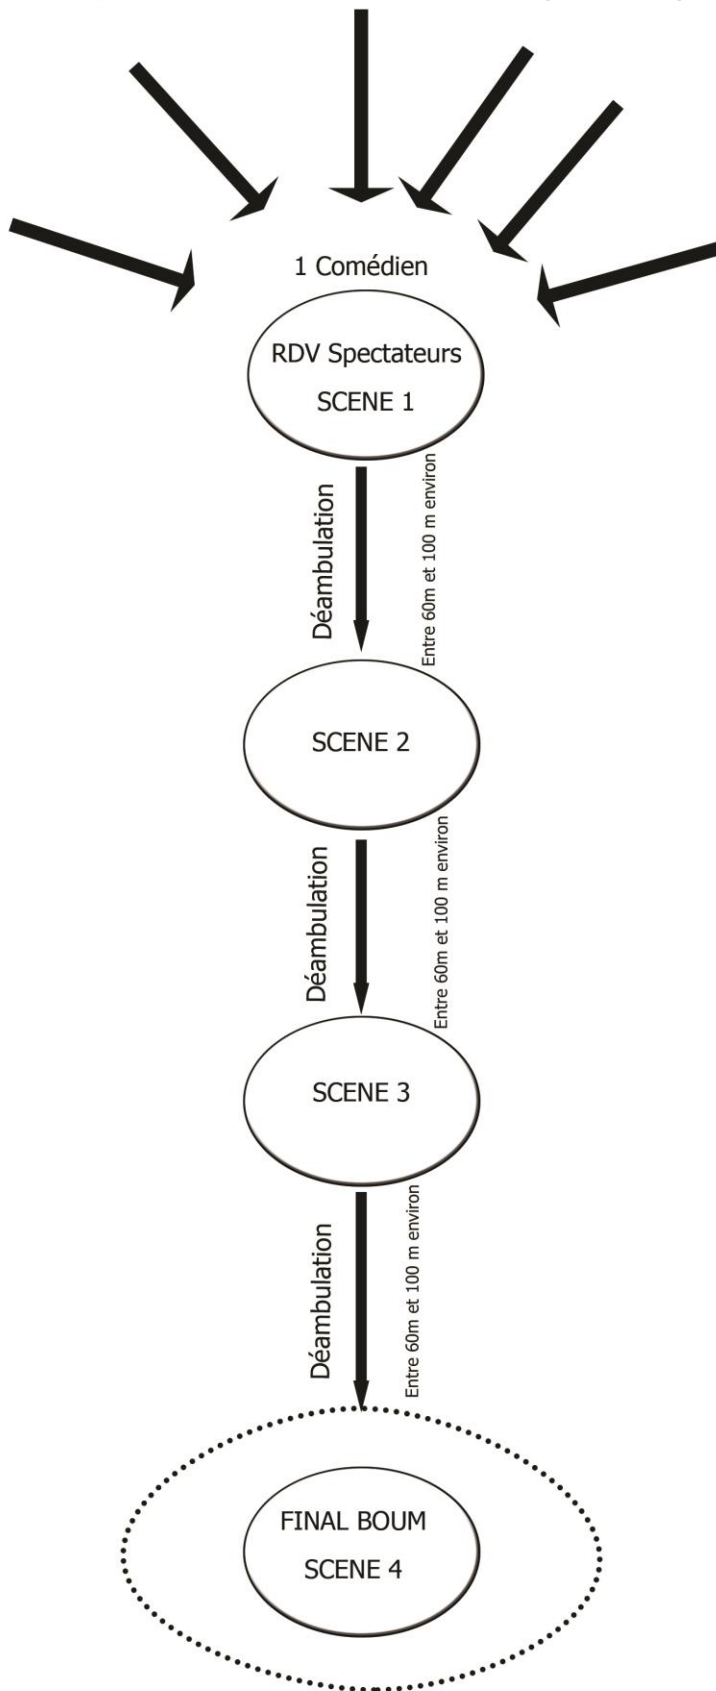 1 Comédien
RDV Spectateurs
SCENE 1
Déambulation
Entre 60m et 100 m environ
SCENE 2
Déambulation
Entre 60m et 100 m environ
SCENE 3
Déambulation
Entre 60m et 100 m environ
FINAL BOUM
SCENE 4